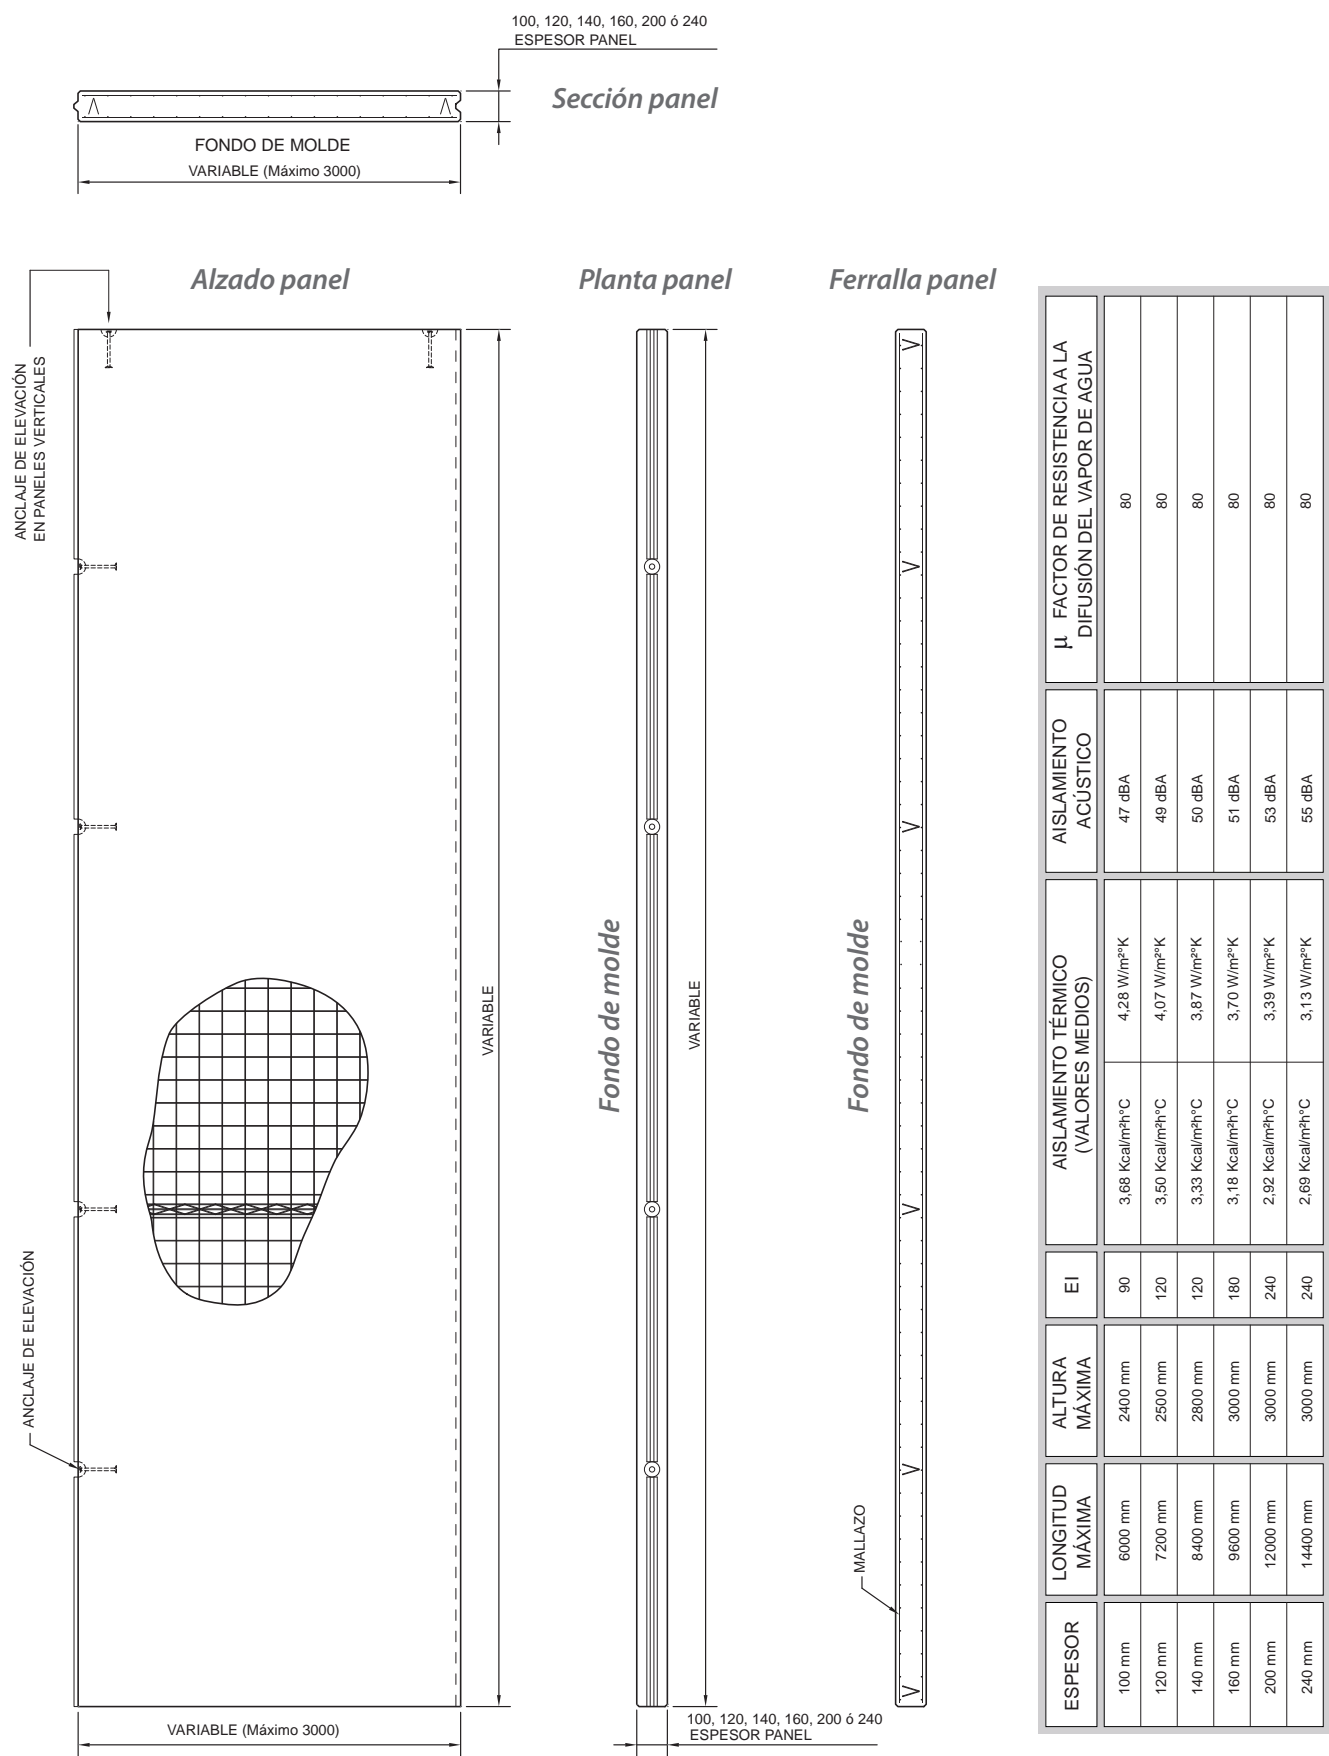 100, 120, 140, 160, 200 ó 240
ESPESOR PANEL
Sección panel
FONDO DE MOLDE
VARIABLE (Máximo 3000)
Alzado panel
Planta panel
Ferralla panel
ANCLAJE DE ELEVACIÓN
EN PANELES VERTICALES
ANCLAJE DE ELEVACIÓN
VARIABLE
Fondo de molde
VARIABLE
Fondo de molde
MALLAZO
VARIABLE (Máximo 3000)
100, 120, 140, 160, 200 ó 240
ESPESOR PANEL
ESPESOR
LONGITUD
MÁXIMA
ALTURA
MÁXIMA
EI
AISLAMIENTO TÉRMICO
(VALORES MEDIOS)
AISLAMIENTO
ACÚSTICO
µ FACTOR DE RESISTENCIA A LA
DIFUSIÓN DEL VAPOR DE AGUA
100 mm 6000 mm 2400 mm 90 3,68 Kcal/m²h°C 4,28 W/m²°K 47 dBA 80
120 mm 7200 mm 2500 mm 120 3,50 Kcal/m²h°C 4,07 W/m²°K 49 dBA 80
140 mm 8400 mm 2800 mm 120 3,33 Kcal/m²h°C 3,87 W/m²°K 50 dBA 80
160 mm 9600 mm 3000 mm 180 3,18 Kcal/m²h°C 3,70 W/m²°K 51 dBA 80
200 mm 12000 mm 3000 mm 240 2,92 Kcal/m²h°C 3,39 W/m²°K 53 dBA 80
240 mm 14400 mm 3000 mm 240 2,69 Kcal/m²h°C 3,13 W/m²°K 55 dBA 80